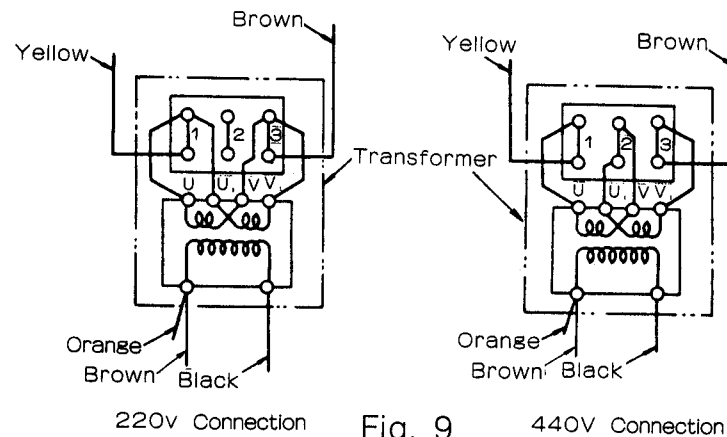 Brown
Yellow
1
2
3
U U₁ V V₁
Orange
Brown
Black
220V Connection
Transformer
Fig. 9
Yellow
Brown
1
2
3
U U₁ V V₁
Orange
Brown
Black
440V Connection